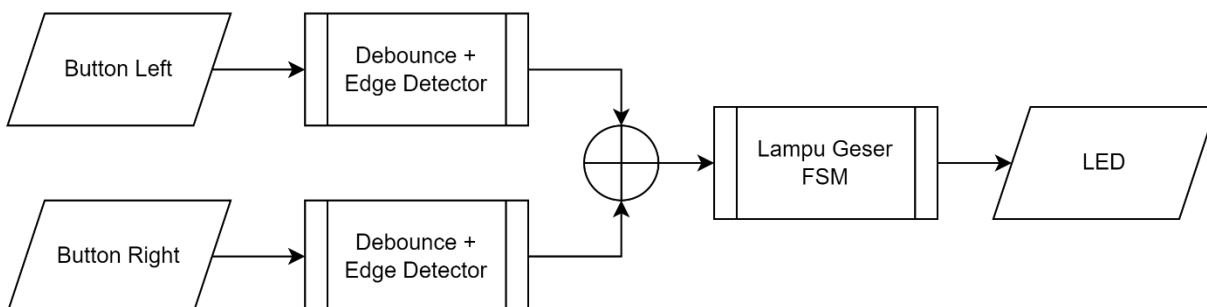 Button Left
Debounce +
Edge Detector
Lampu Geser
FSM
LED
Button Right
Debounce +
Edge Detector